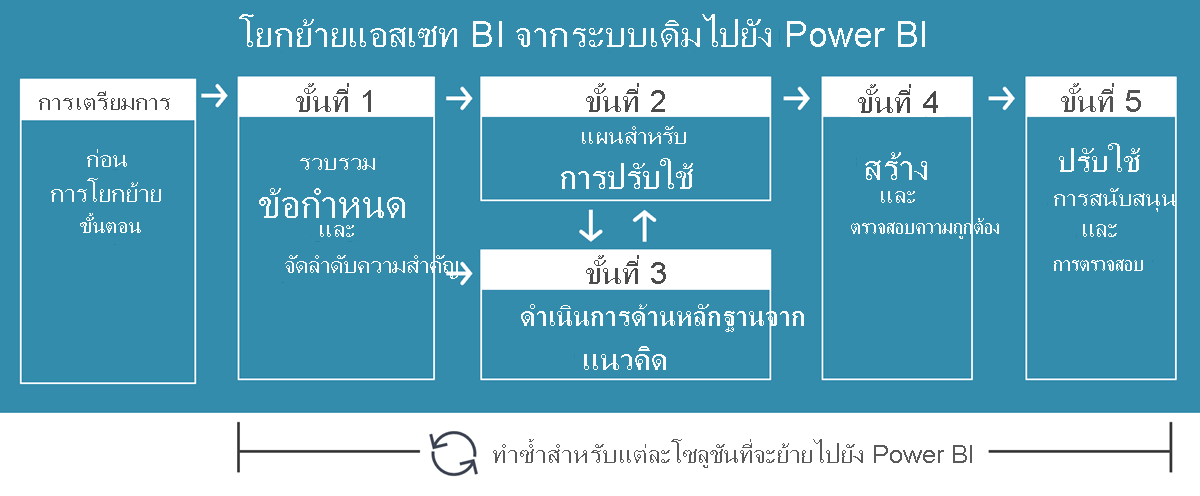 โยกย้ายแอสเซท BI จากระบบเดิมไปยัง Power BI
การเตรียมการ
ก่อน
การโยกย้าย
ขั้นตอน
ขั้นที่ 1
รวบรวม
ข้อกำหนด
และ
จัดลำดับความสำคัญ
ขั้นที่ 2
แผนสำหรับ
การปรับใช้
ขั้นที่ 3
ดำเนินการด้านหลักฐานจาก
แนวคิด
ขั้นที่ 4
สร้าง
และ
ตรวจสอบความถูกต้อง
ขั้นที่ 5
ปรับใช้
การสนับสนุน
และ
การตรวจสอบ
ทำซ้ำสำหรับแต่ละโซลูชันที่จะย้ายไปยัง Power BI